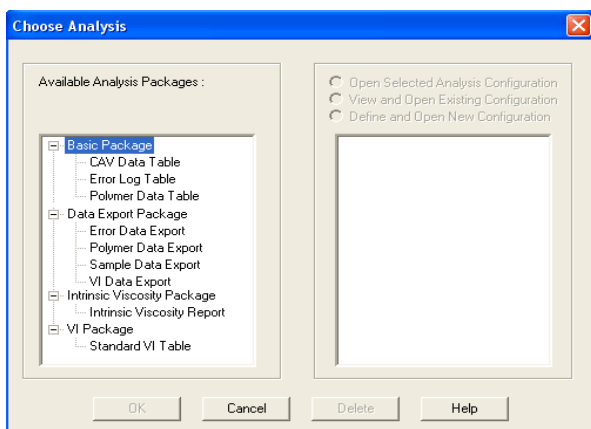 Choose Analysis
Available Analysis Packages :
Basic Package
CAV Data Table
Error Log Table
Polymer Data Table
Data Export Package
Error Data Export
Polymer Data Export
Sample Data Export
VI Data Export
Intrinsic Viscosity Package
Intrinsic Viscosity Report
VI Package
Standard VI Table
Open Selected Analysis Configuration
View and Open Existing Configuration
Define and Open New Configuration
OK Cancel Delete Help